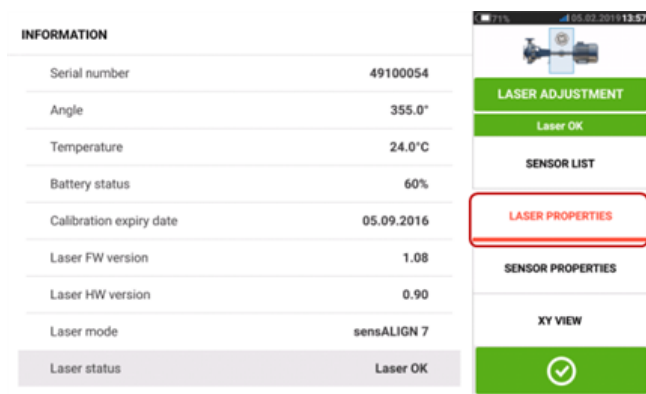 INFORMATION
Serial number 49100054
Angle 355.0°
Temperature 24.0°C
Battery status 60%
Calibration expiry date 05.09.2016
Laser FW version 1.08
Laser HW version 0.90
Laser mode sensALIGN 7
Laser status Laser OK
71% 05.02.2019 13:57
LASER ADJUSTMENT
Laser OK
SENSOR LIST
LASER PROPERTIES
SENSOR PROPERTIES
XY VIEW